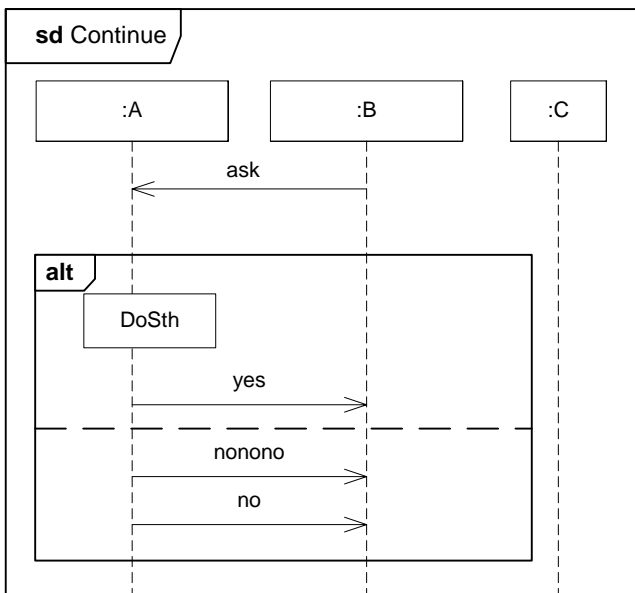 sd Continue
:A :B :C
ask
alt
DoSth
yes
nonono
no